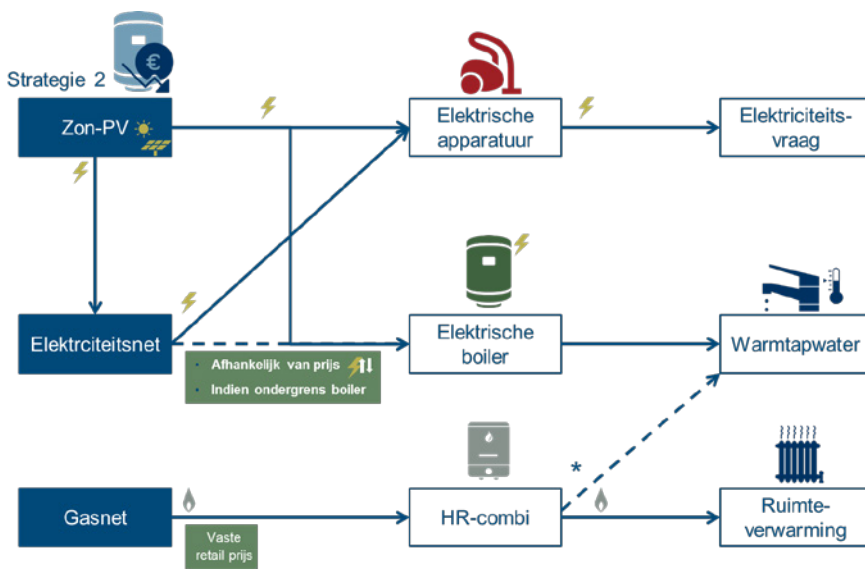 Strategie 2
€
Zon-PV
Elektrische
apparatuur
Elektriciteits-
vraag
Elektrciteitsnet
• Afhankelijk van prijs
• Indien ondergrens boiler
Elektrische
boiler
Warmtapwater
*
Gasnet
Vaste
retail prijs
HR-combi
Ruimte-
verwarming